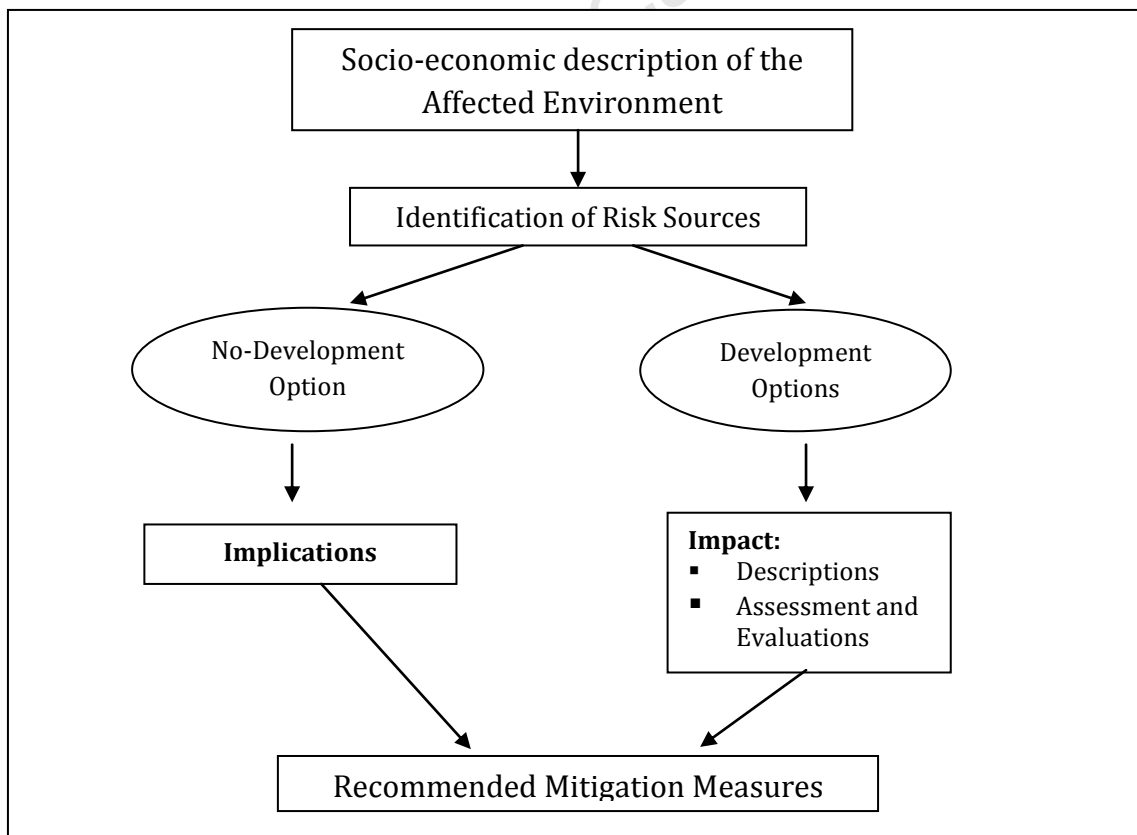 Socio-economic description of the
Affected Environment
Identification of Risk Sources
No-Development
Option
Development
Options
Implications
Impact:
▪ Descriptions
▪ Assessment and
Evaluations
Recommended Mitigation Measures